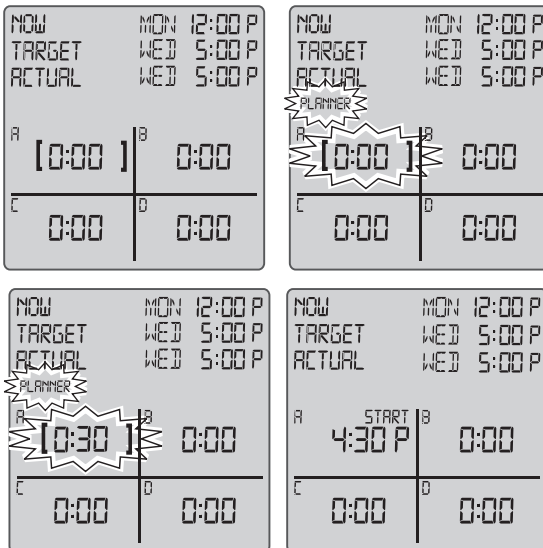 NOW MON 12:00 P
TARGET WED 5:00 P
ACTUAL WED 5:00 P
A [0:00] B 0:00
C 0:00 D 0:00
NOW MON 12:00 P
TARGET WED 5:00 P
ACTUAL WED 5:00 P
PLANNER
A [0:00] B 0:00
C 0:00 D 0:00
NOW MON 12:00 P
TARGET WED 5:00 P
ACTUAL WED 5:00 P
PLANNER
A [0:30] B 0:00
C 0:00 D 0:00
NOW MON 12:00 P
TARGET WED 5:00 P
ACTUAL WED 5:00 P
A START B
4:30 P 0:00
C 0:00 D 0:00